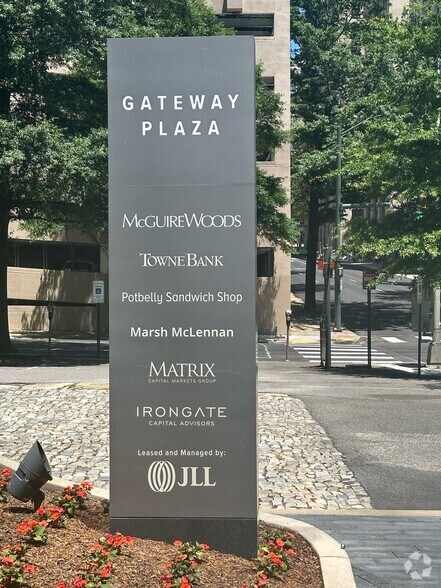 GATEWAY
PLAZA
McGUIREWOODS
TOWNEBANK
Potbelly Sandwich Shop
Marsh McLennan
MATRIX
CAPITAL MARKETS GROUP
IRONGATE
CAPITAL ADVISORS
Leased and Managed by:
JLL